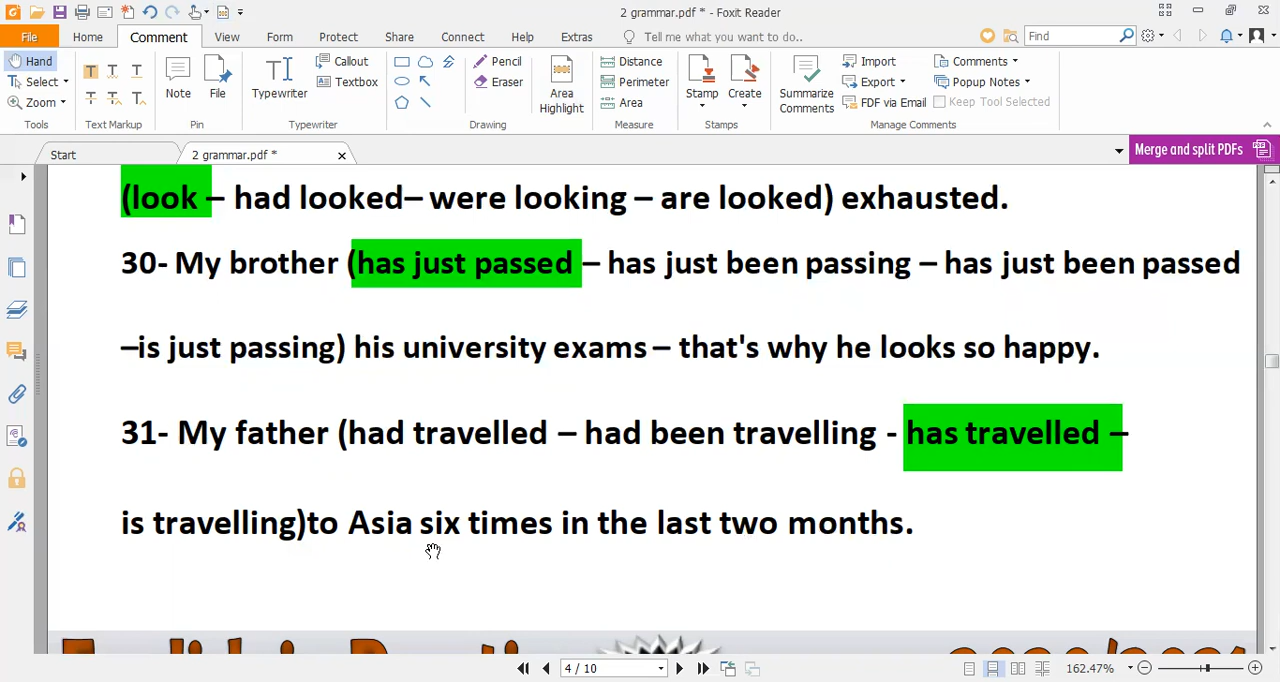 2 grammar.pdf * - Foxit Reader
File Home Comment View Form Protect Share Connect Help Extras Tell me what you want to do.. Find
Hand Callout Pencil Distance Import Comments
Select Textbox Eraser Perimeter Export Popup Notes
Zoom Note File Typewriter Area Highlight Area Stamp Create Summarize Comments FDF via Email Keep Tool Selected
Tools Text Markup Pin Typewriter Drawing Measure Stamps Manage Comments
Start 2 grammar.pdf * Merge and split PDFs
(look – had looked– were looking – are looked) exhausted.
30- My brother (has just passed – has just been passing – has just been passed
–is just passing) his university exams – that's why he looks so happy.
31- My father (had travelled – had been travelling - has travelled –
is travelling)to Asia six times in the last two months.
4 / 10 162.47%